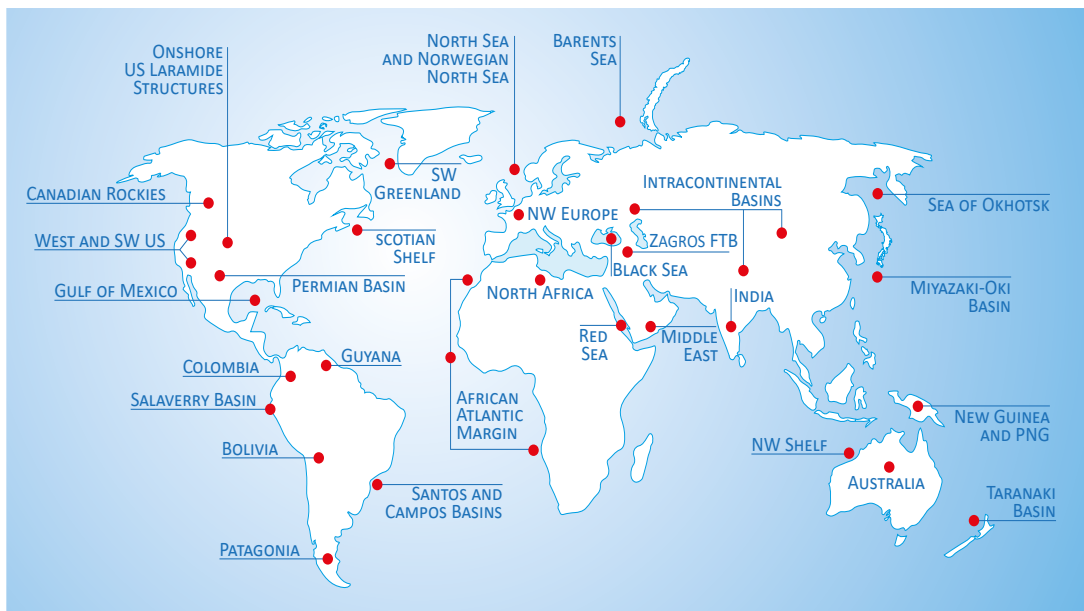 Onshore
US Laramide
Structures
North Sea
and Norwegian
North Sea
Barents
Sea
SW
Greenland
Canadian Rockies
Intracontinental
Basins
Sea of Okhotsk
NW Europe
West and SW US
scotian
Shelf
Zagros FTB
Black Sea
Permian Basin
Gulf of Mexico
North Africa
India
Miyazaki-Oki
Basin
Red
Sea
Middle
East
Guyana
Colombia
Salaverry Basin
African
Atlantic
Margin
New Guinea
and PNG
Bolivia
NW Shelf
Australia
Santos and
Campos Basins
Taranaki
Basin
Patagonia